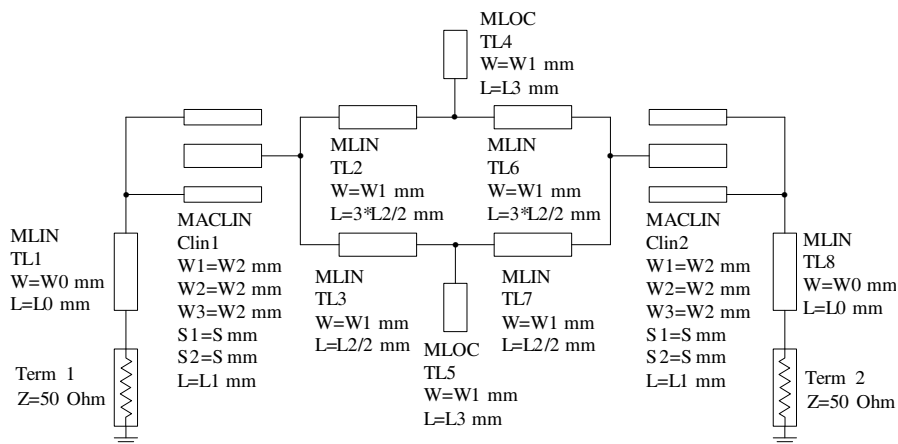 MLOC
TL4
W=W1 mm
L=L3 mm
MLIN
TL2
W=W1 mm
L=3*L2/2 mm
MLIN
TL6
W=W1 mm
L=3*L2/2 mm
MLIN
TL1
W=W0 mm
L=L0 mm
MACLIN
Clin1
W1=W2 mm
W2=W2 mm
W3=W2 mm
S1=S mm
S2=S mm
L=L1 mm
MLIN
TL3
W=W1 mm
L=L2/2 mm
MLOC
TL5
W=W1 mm
L=L3 mm
MLIN
TL7
W=W1 mm
L=L2/2 mm
MACLIN
Clin2
W1=W2 mm
W2=W2 mm
W3=W2 mm
S1=S mm
S2=S mm
L=L1 mm
MLIN
TL8
W=W0 mm
L=L0 mm
Term 1
Z=50 Ohm
Term 2
Z=50 Ohm